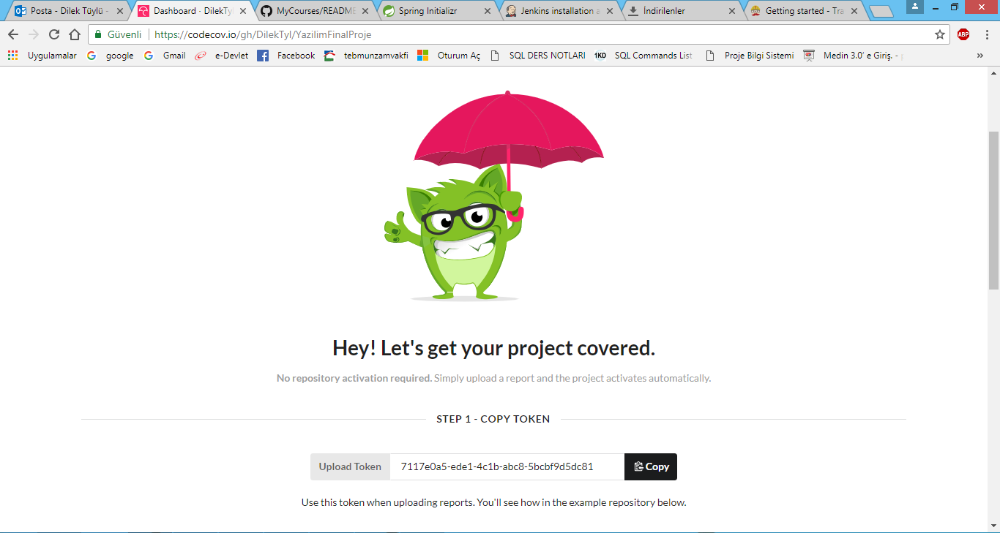 Posta - Dilek Tüylü -
Dashboard · DilekTyl
MyCourses/README
Spring Initializr
Jenkins installation a
İndirilenler
Getting started - Tra
Güvenli
https://codecov.io/gh/DilekTyl/YazilimFinalProje
ABP
Uygulamalar
google
Gmail
e-Devlet
Facebook
tebmunzamvakfi
Oturum Aç
SQL DERS NOTLARI
1KD
SQL Commands List
Proje Bilgi Sistemi
Medin 3.0' e Giriş. -
Hey! Let's get your project covered.
No repository activation required. Simply upload a report and the project activates automatically.
STEP 1 - COPY TOKEN
Upload Token
7117e0a5-ede1-4c1b-abc8-5bcbf9d5dc81
Copy
Use this token when uploading reports. You'll see how in the example repository below.